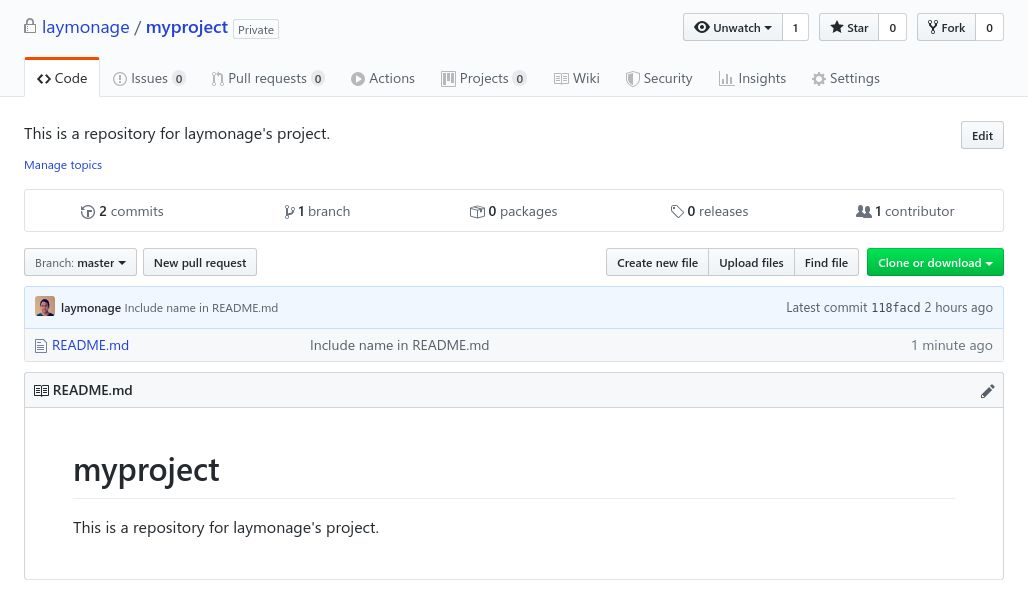 laymonage / myproject Private Unwatch 1 Star 0 Fork 0
Code Issues 0 Pull requests 0 Actions Projects 0 Wiki Security Insights Settings
This is a repository for laymonage's project. Edit
Manage topics
2 commits 1 branch 0 packages 0 releases 1 contributor
Branch: master New pull request Create new file Upload files Find file Clone or download
laymonage Include name in README.md Latest commit 118facd 2 hours ago
README.md Include name in README.md 1 minute ago
README.md
myproject
This is a repository for laymonage's project.